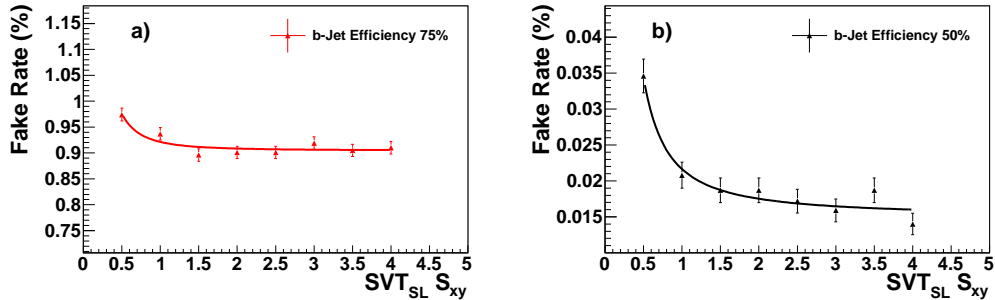 a)
b-Jet Efficiency 75%
Fake Rate (%)
1.15
1.1
1.05
1
0.95
0.9
0.85
0.8
0.75
0 0.5 1 1.5 2 2.5 3 3.5 4 4.5 5
SVT_SL S_xy
b)
b-Jet Efficiency 50%
Fake Rate (%)
0.04
0.035
0.03
0.025
0.02
0.015
0 0.5 1 1.5 2 2.5 3 3.5 4 4.5 5
SVT_SL S_xy